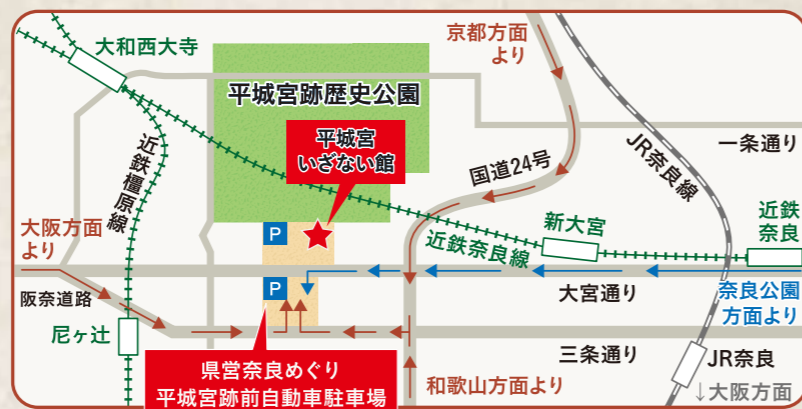 大和西大寺
京都方面
より
平城宮跡歴史公園
平城宮
いざない館
近鉄橿原線
国道24号
JR奈良線
一条通り
大阪方面
より
P
新大宮
近鉄
奈良
近鉄奈良線
阪奈道路
P
大宮通り
奈良公園
方面より
尼ヶ辻
三条通り
県営奈良めぐり
平城宮跡前自動車駐車場
和歌山方面より
JR奈良
↓大阪方面